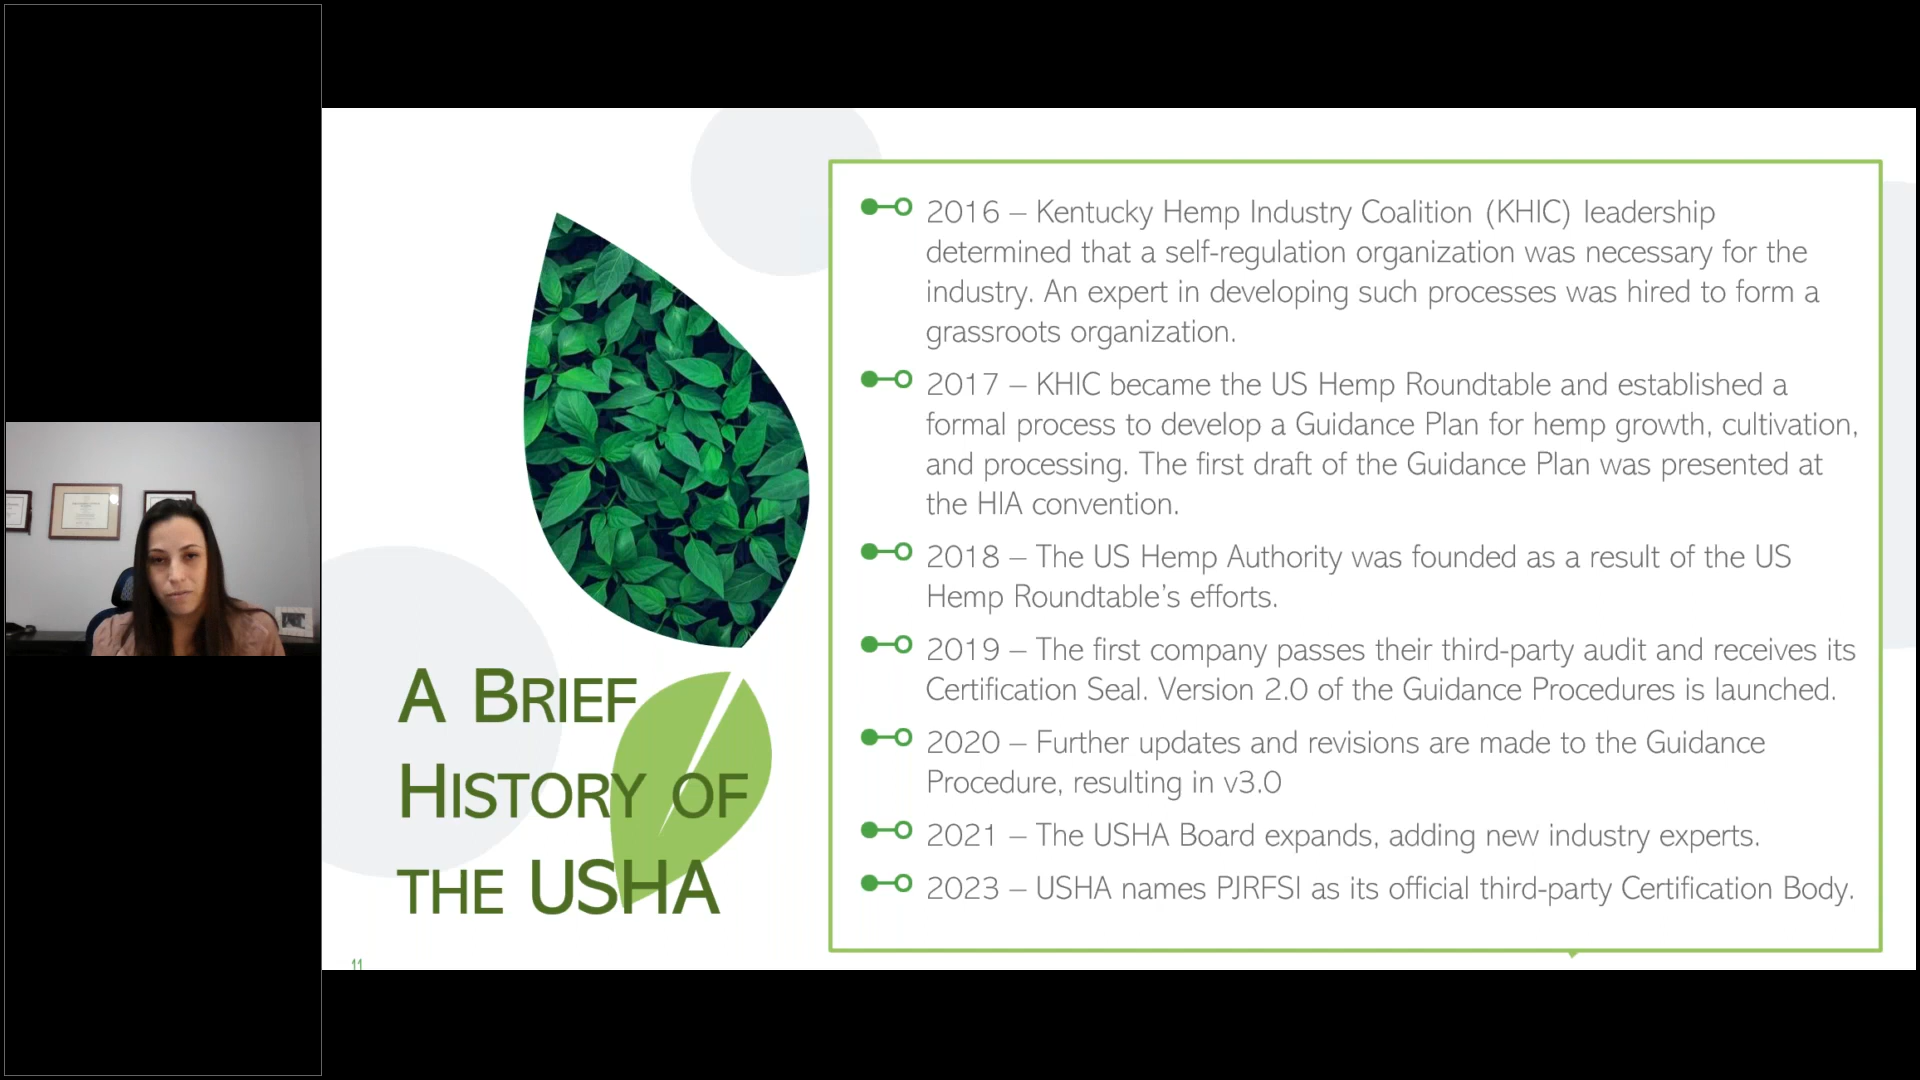 A BRIEF
HISTORY OF
THE USHA
2016 – Kentucky Hemp Industry Coalition (KHIC) leadership
determined that a self-regulation organization was necessary for the
industry. An expert in developing such processes was hired to form a
grassroots organization.
2017 – KHIC became the US Hemp Roundtable and established a
formal process to develop a Guidance Plan for hemp growth, cultivation,
and processing. The first draft of the Guidance Plan was presented at
the HIA convention.
2018 – The US Hemp Authority was founded as a result of the US
Hemp Roundtable’s efforts.
2019 – The first company passes their third-party audit and receives its
Certification Seal. Version 2.0 of the Guidance Procedures is launched.
2020 – Further updates and revisions are made to the Guidance
Procedure, resulting in v3.0
2021 – The USHA Board expands, adding new industry experts.
2023 – USHA names PJRFSI as its official third-party Certification Body.
11